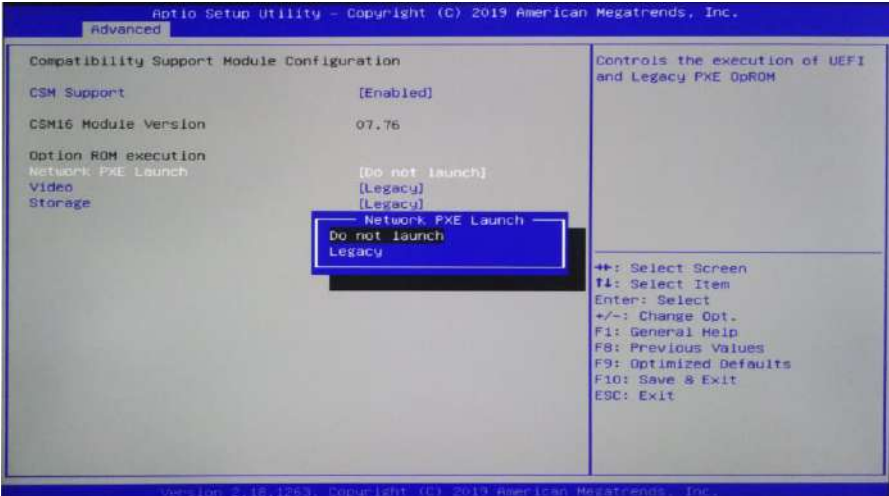 Aptio Setup Utility – Copyright (C) 2019 American Megatrends, Inc.
Advanced
Compatibility Support Module Configuration
CSM Support [Enabled]
CSM16 Module Version 07.76
Option ROM execution
Network PXE Launch [Do not launch]
Video [Legacy]
Storage [Legacy]
Network PXE Launch
Do not launch
Legacy
Controls the execution of UEFI
and Legacy PXE OpROM
→←: Select Screen
↑↓: Select Item
Enter: Select
+/-: Change Opt.
F1: General Help
F8: Previous Values
F9: Optimized Defaults
F10: Save & Exit
ESC: Exit
Version 2.18.1263. Copyright (C) 2019 American Megatrends, Inc.